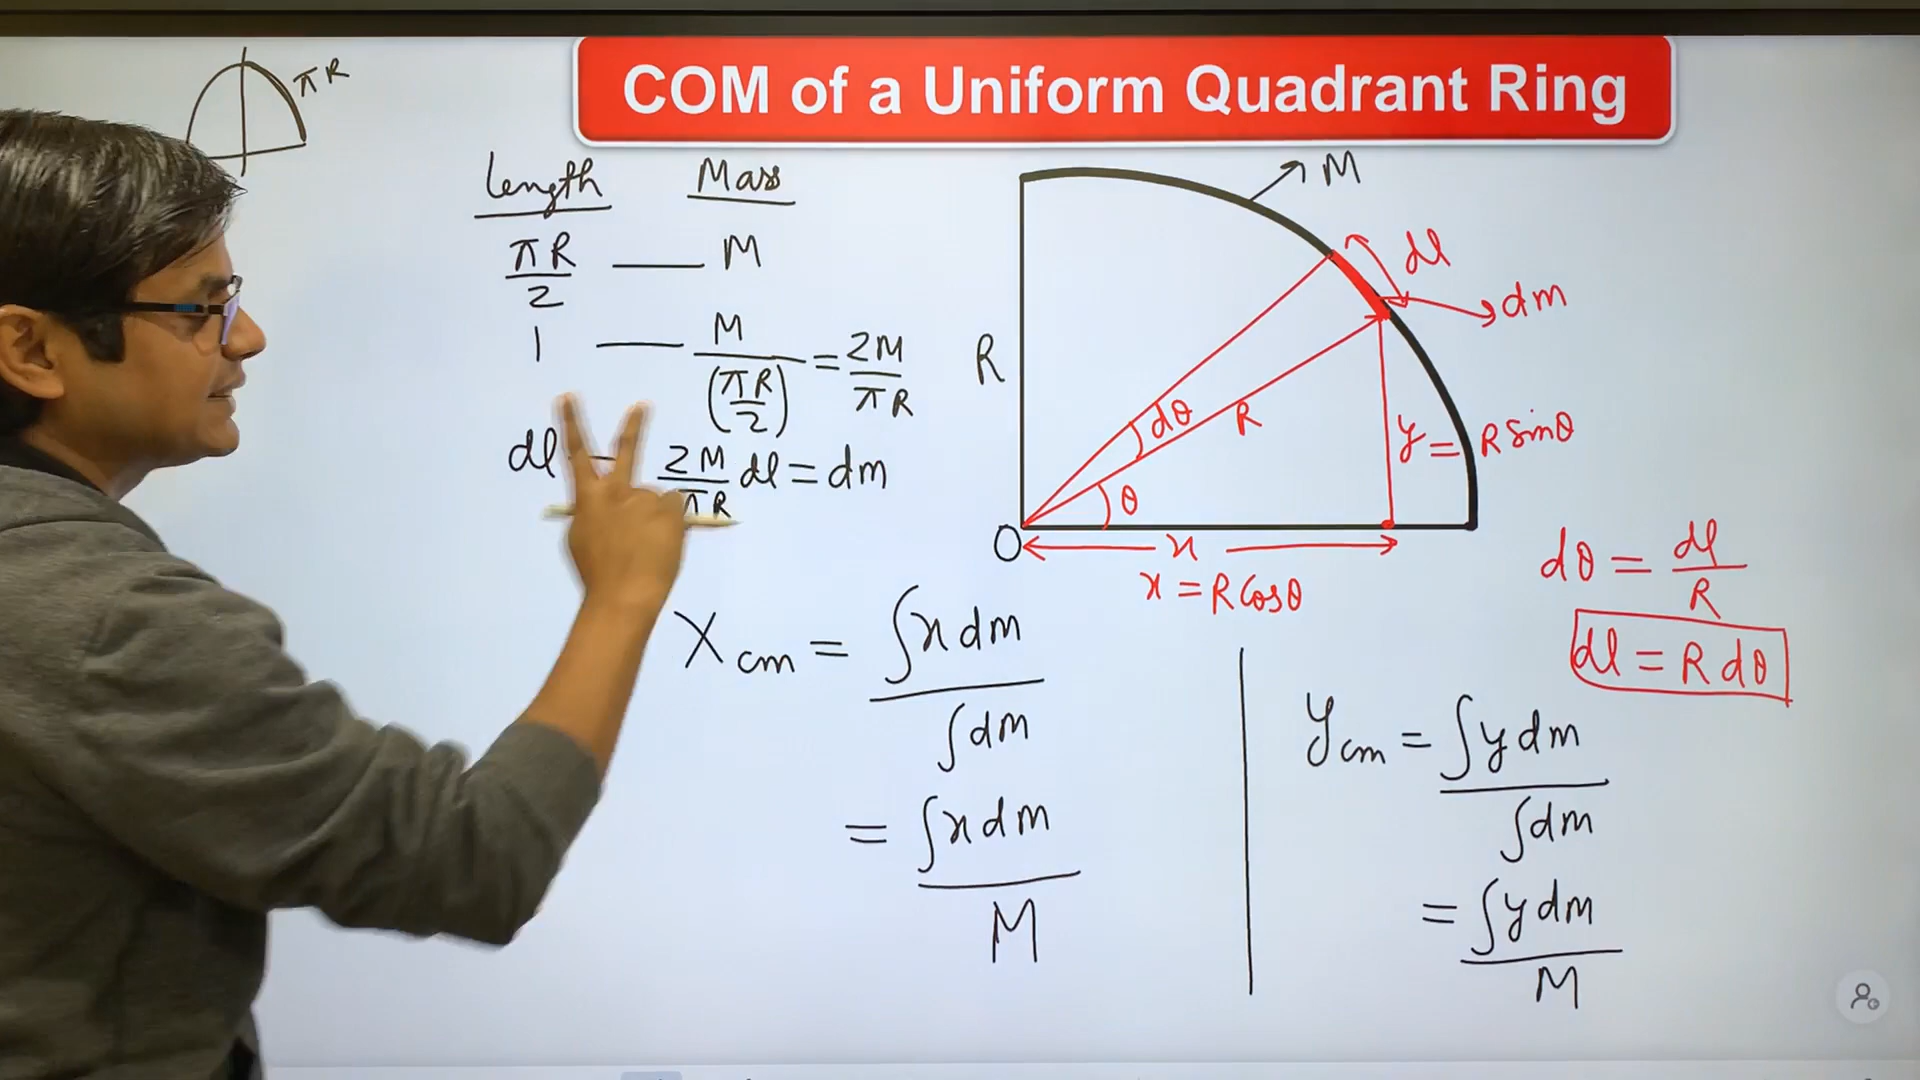 COM of a Uniform Quadrant Ring
πR
Length Mass
πR/2 — M
1 — M/(πR/2) = 2M/πR
dl — 2M/πR dl = dm
M
dl
dm
R
dθ
R
θ
y = R Sinθ
O
x
x = R Cosθ
dθ = dl/R
dl = R dθ
Xcm = ∫x dm / ∫dm
= ∫x dm / M
ycm = ∫y dm / ∫dm
= ∫y dm / M